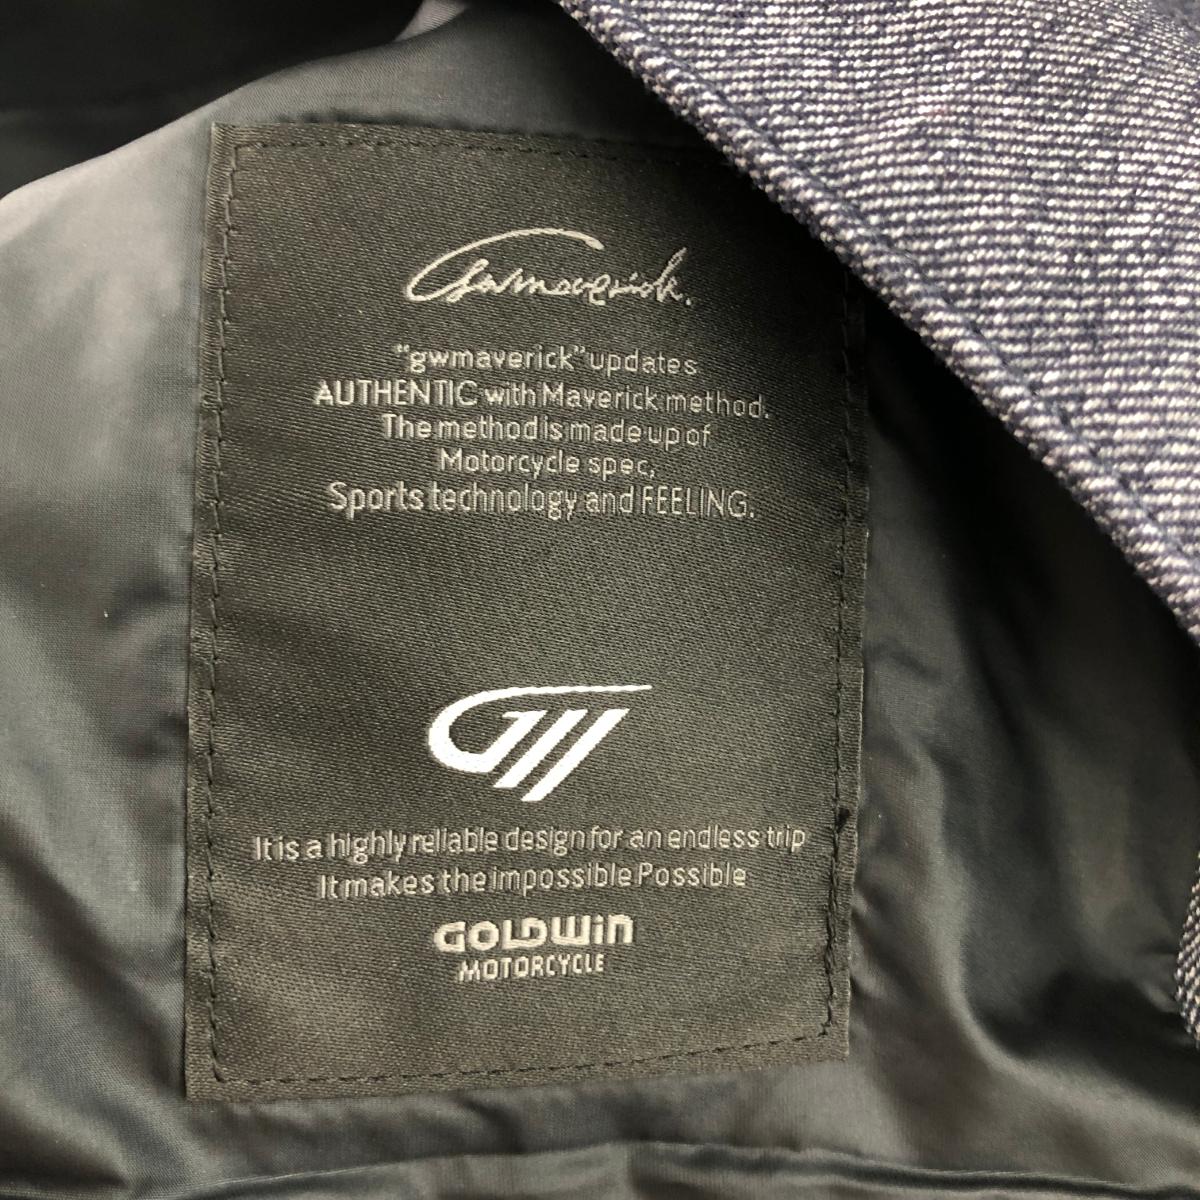 Gwmaverick.
"gwmaverick" updates
AUTHENTIC with Maverick method.
The method is made up of
Motorcycle spec,
Sports technology and FEELING.
GW
It is a highly reliable design for an endless trip
It makes the impossible Possible
GOLDWIN
MOTORCYCLE